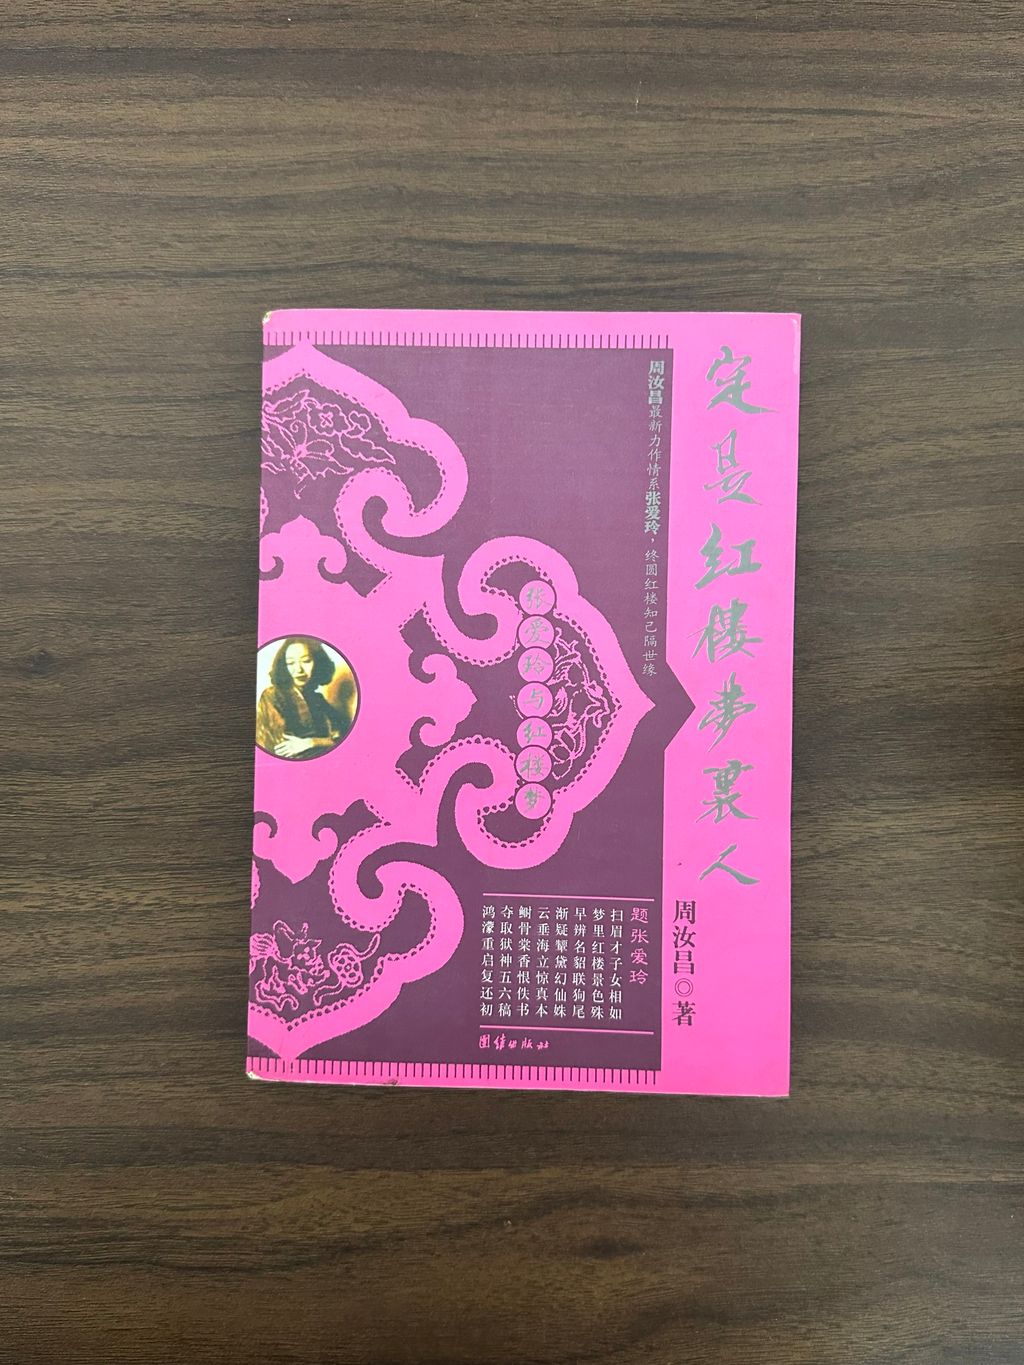 定是红楼梦裏人
周汝昌◎著
周汝昌最新力作情系张爱玲，终圆红楼知己隔世缘
张爱玲与红楼梦
题张爱玲
扫眉才子女相如
梦里红楼景色殊
早辨名貂联狗尾
渐疑颦黛幻仙姝
云垂海立惊真本
鲥骨棠香恨佚书
夺取狱神五六稿
鸿濛重启复还初
团结出版社